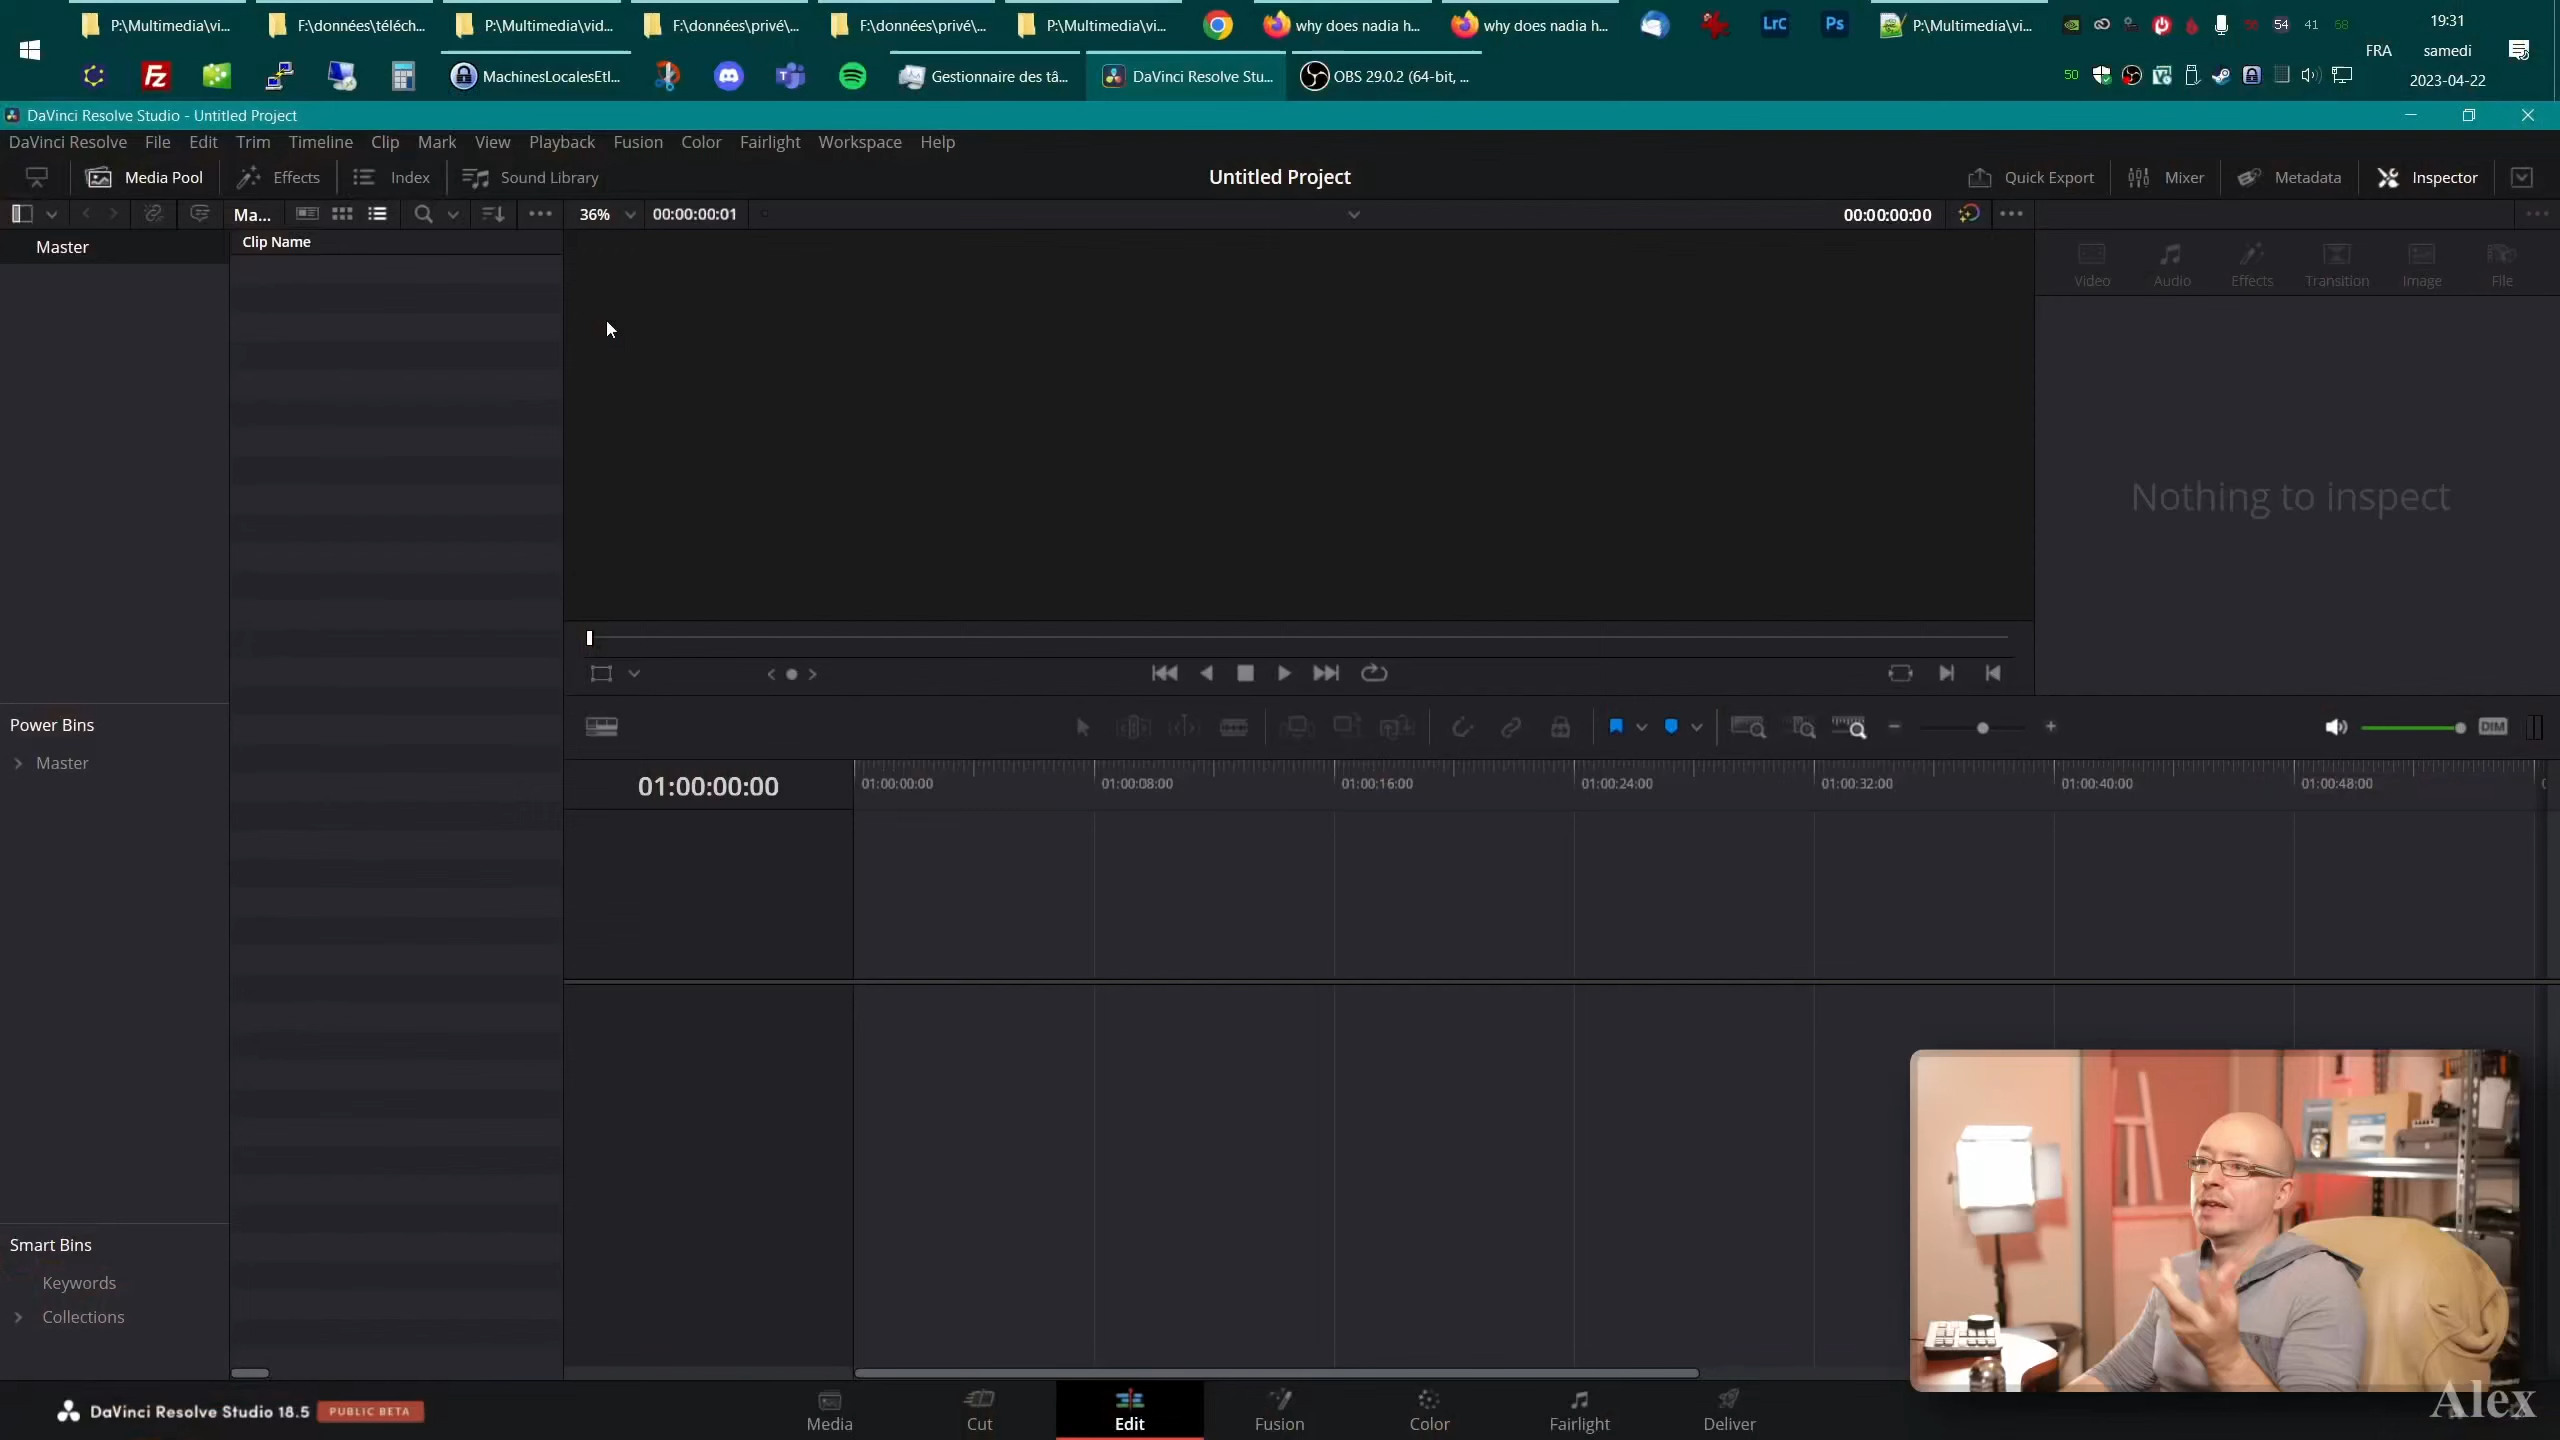 P:\Multimedia\vi...
F:\données\téléch...
P:\Multimedia\vid...
F:\données\privé\...
F:\données\privé\...
P:\Multimedia\vi...
why does nadia h...
why does nadia h...
LrC
Ps
P:\Multimedia\vi...
54
41
19:31
FRA
samedi
2023-04-22
MachinesLocalesEtI...
Gestionnaire des tâ...
DaVinci Resolve Stu...
OBS 29.0.2 (64-bit, ...
50
DaVinci Resolve Studio - Untitled Project
DaVinci Resolve File Edit Trim Timeline Clip Mark View Playback Fusion Color Fairlight Workspace Help
Media Pool Effects Index Sound Library
Untitled Project
Quick Export Mixer Metadata Inspector
Ma...
36%
00:00:00:01
00:00:00:00
Master
Clip Name
Video Audio Effects Transition Image File
Nothing to inspect
Power Bins
Master
DIM
01:00:00:00
01:00:00:00 01:00:08:00 01:00:16:00 01:00:24:00 01:00:32:00 01:00:40:00 01:00:48:00
Smart Bins
Keywords
Collections
DaVinci Resolve Studio 18.5 PUBLIC BETA
Media Cut Edit Fusion Color Fairlight Deliver
Alex